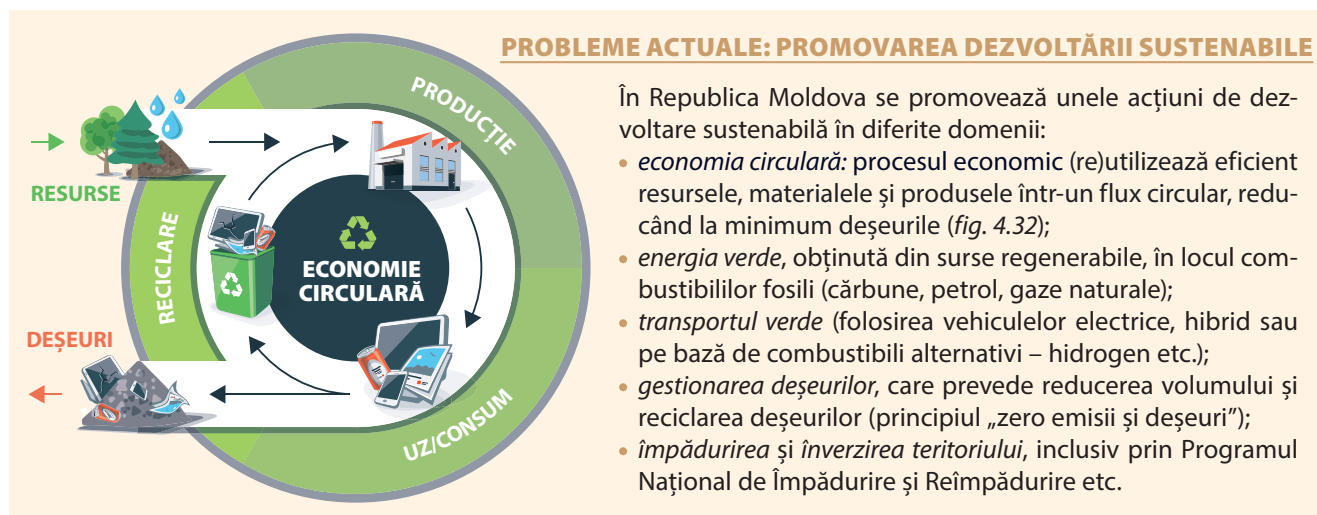 PROBLEME ACTUALE: PROMOVAREA DEZVOLTĂRII SUSTENABILE
PRODUCȚIE
RESURSE
RECICLARE
ECONOMIE
CIRCULARĂ
DEȘEURI
UZ/CONSUM
În Republica Moldova se promovează unele acțiuni de dez-
voltare sustenabilă în diferite domenii:
• economia circulară: procesul economic (re)utilizează eficient
resursele, materialele și produsele într-un flux circular, redu-
când la minimum deșeurile (fig. 4.32);
• energia verde, obținută din surse regenerabile, în locul com-
bustibililor fosili (cărbune, petrol, gaze naturale);
• transportul verde (folosirea vehiculelor electrice, hibrid sau
pe bază de combustibili alternativi – hidrogen etc.);
• gestionarea deșeurilor, care prevede reducerea volumului și
reciclarea deșeurilor (principiul „zero emisii și deșeuri”);
• împădurirea și înverzirea teritoriului, inclusiv prin Programul
Național de Împădurire și Reîmpădurire etc.